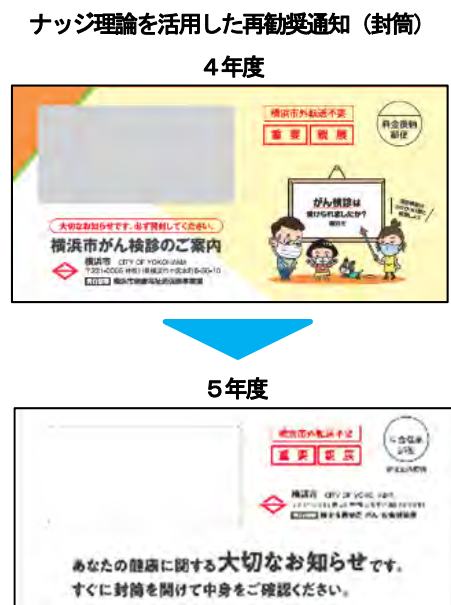 ナッジ理論を活用した再勧奨通知（封筒）
４年度
横浜市外転送不要
重要 親展
料金後納
郵便
がん検診は
受けられましたか？
大切なお知らせです。必ず開封してください。
横浜市がん検診のご案内
横浜市 CITY OF YOKOHAMA
５年度
横浜市外転送不要
重要 親展
料金後納
郵便
横浜市 CITY OF YOKOHAMA
あなたの健康に関する大切なお知らせです。
すぐに封筒を開けて中身をご確認ください。